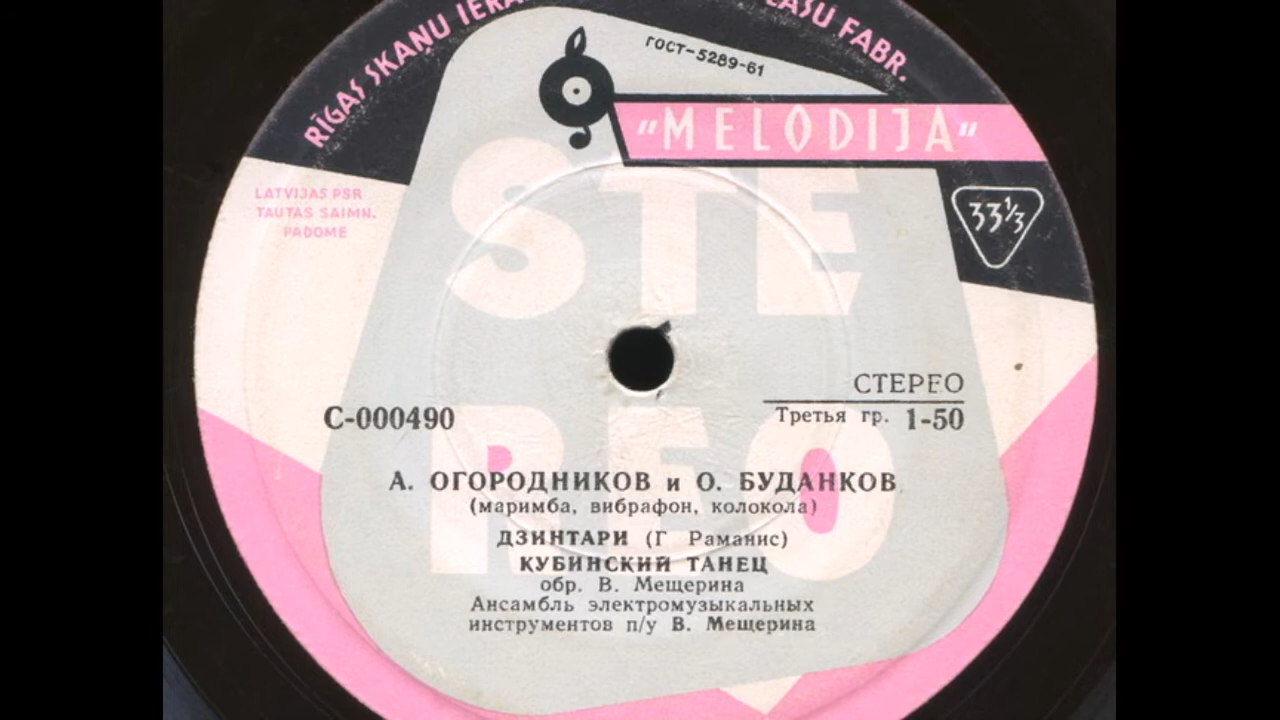 RĪGAS SKAŅU IERA
LAŠU FABR.
ГОСТ-5289-61
"MELODIJA"
LATVIJAS PSR
TAUTAS SAIMN.
PADOME
33⅓
STE
REO
СТЕРЕО
С-000490
Третья гр. 1-50
А. ОГОРОДНИКОВ и О. БУДАНКОВ
(маримба, вибрафон, колокола)
ДЗИНТАРИ (Г Раманис)
КУБИНСКИЙ ТАНЕЦ
обр. В. Мещерина
Ансамбль электромузыкальных
инструментов п/у В. Мещерина